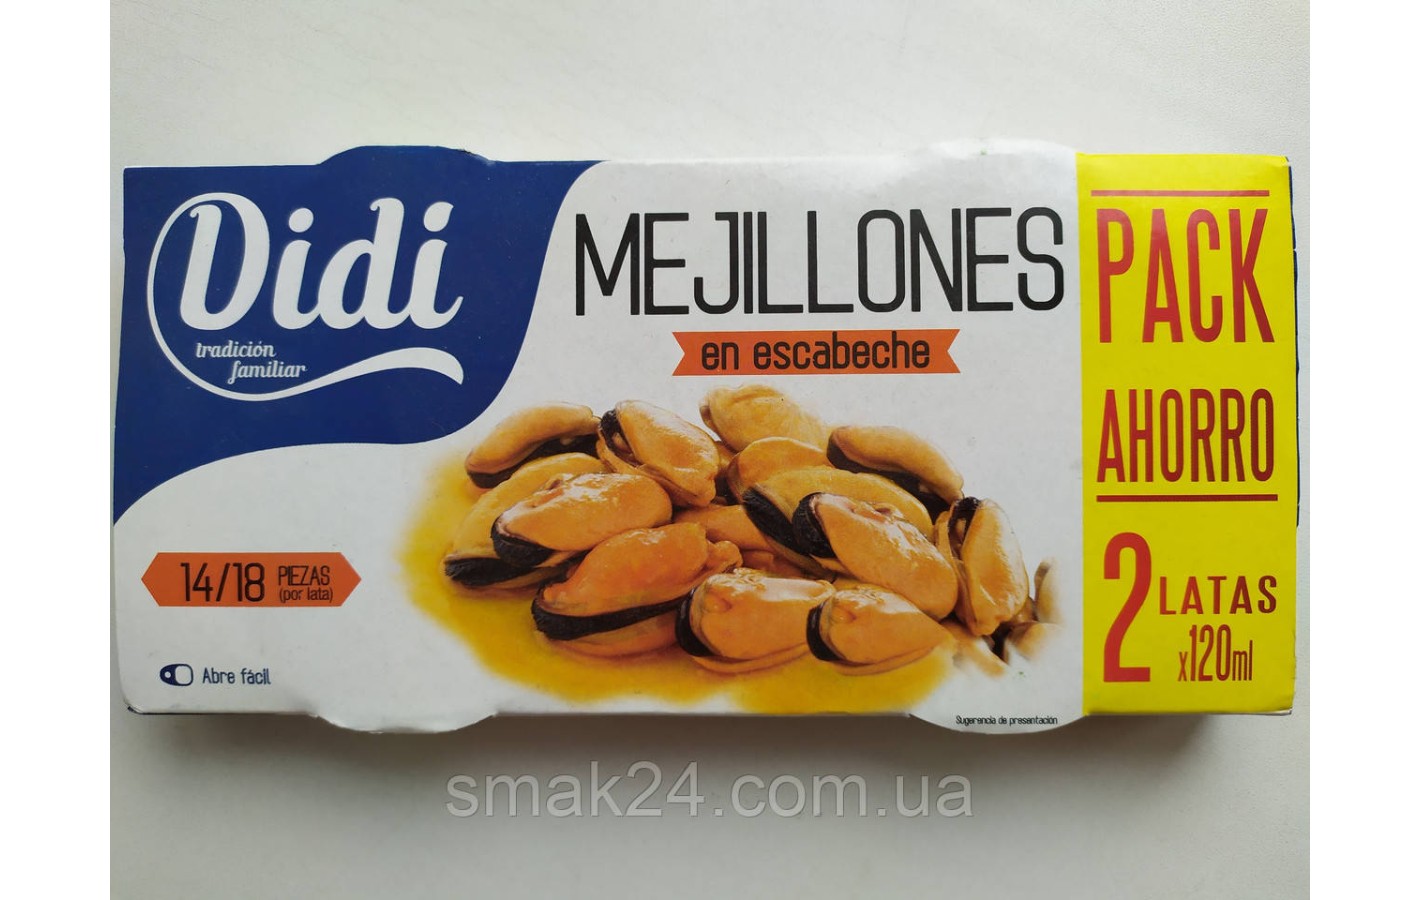 Didi
tradición
familiar
MEJILLONES
en escabeche
14/18 PIEZAS
(por lata)
Abre fácil
Sugerencia de presentación
PACK
AHORRO
2 LATAS
x120ml
smak24.com.ua